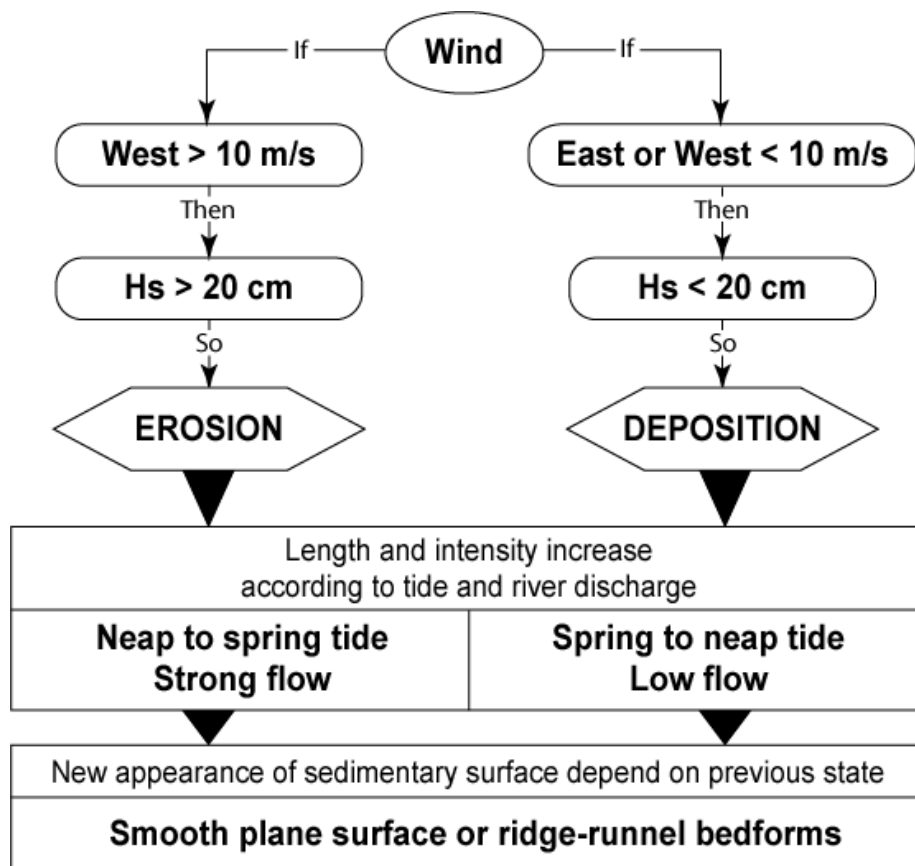 Wind
If
If
West > 10 m/s
East or West < 10 m/s
Then
Then
Hs > 20 cm
Hs < 20 cm
So
So
EROSION
DEPOSITION
Length and intensity increase
according to tide and river discharge
Neap to spring tide
Strong flow
Spring to neap tide
Low flow
New appearance of sedimentary surface depend on previous state
Smooth plane surface or ridge-runnel bedforms